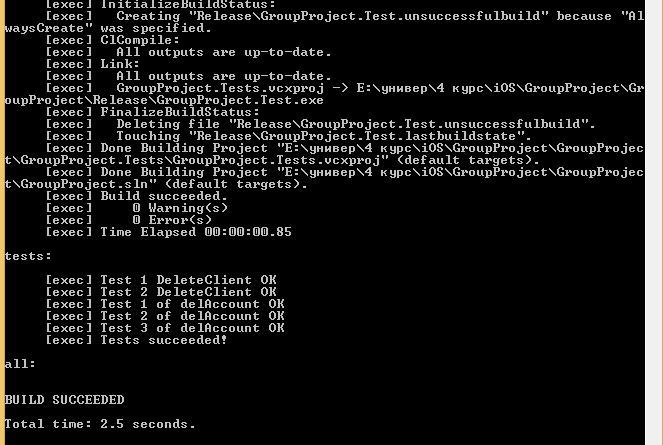 [exec] InitializeBuildStatus:
[exec]   Creating "Release\GroupProject.Test.unsuccessfulbuild" because "Al
waysCreate" was specified.
[exec] ClCompile:
[exec]   All outputs are up-to-date.
[exec] Link:
[exec]   All outputs are up-to-date.
[exec]   GroupProject.Tests.vcxproj -> E:\универ\4 курс\iOS\GroupProject\Gr
oupProject\Release\GroupProject.Test.exe
[exec] FinalizeBuildStatus:
[exec]   Deleting file "Release\GroupProject.Test.unsuccessfulbuild".
[exec]   Touching "Release\GroupProject.Test.lastbuildstate".
[exec] Done Building Project "E:\универ\4 курс\iOS\GroupProject\GroupProjec
t\GroupProject.Tests\GroupProject.Tests.vcxproj" (default targets).
[exec] Done Building Project "E:\универ\4 курс\iOS\GroupProject\GroupProjec
t\GroupProject.sln" (default targets).
[exec] Build succeeded.
[exec]     0 Warning(s)
[exec]     0 Error(s)
[exec] Time Elapsed 00:00:00.85
tests:
[exec] Test 1 DeleteClient OK
[exec] Test 2 DeleteClient OK
[exec] Test 1 of delAccount OK
[exec] Test 2 of delAccount OK
[exec] Test 3 of delAccount OK
[exec] Tests succeeded!
all:
BUILD SUCCEEDED
Total time: 2.5 seconds.